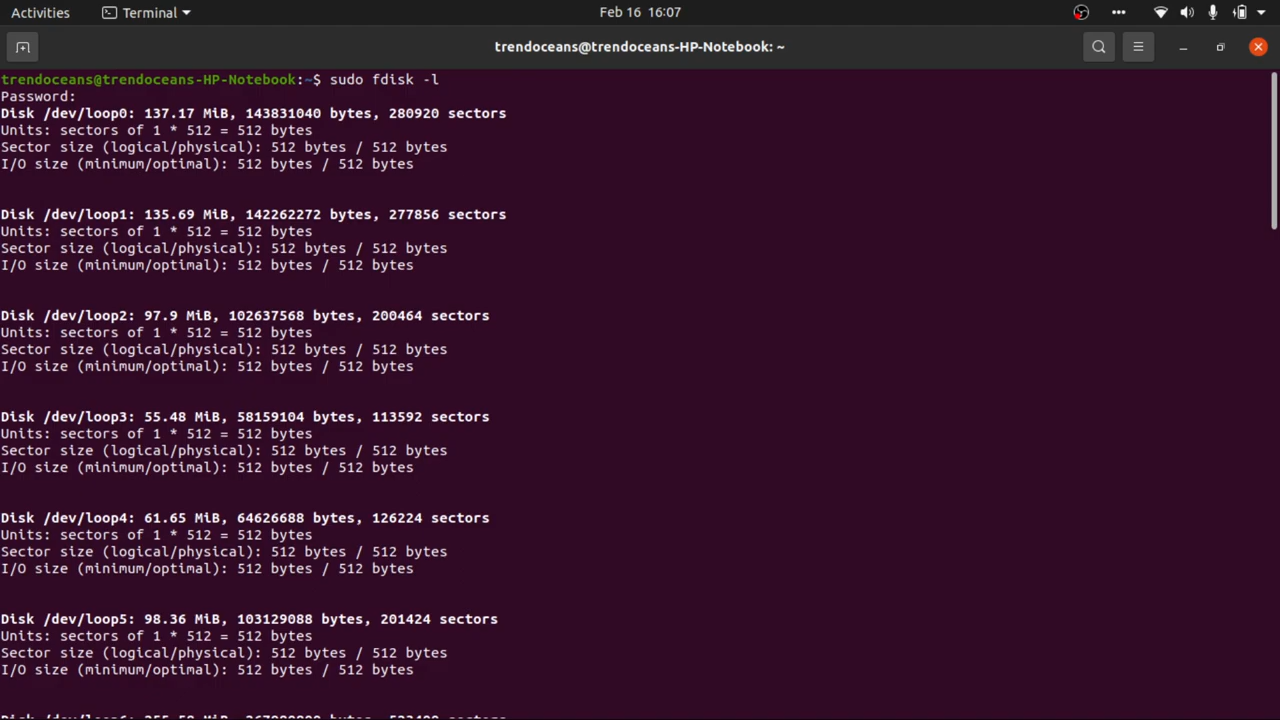 Activities
Terminal
Feb 16 16:07
trendoceans@trendoceans-HP-Notebook: ~
trendoceans@trendoceans-HP-Notebook:~$ sudo fdisk -l
Password:
Disk /dev/loop0: 137.17 MiB, 143831040 bytes, 280920 sectors
Units: sectors of 1 * 512 = 512 bytes
Sector size (logical/physical): 512 bytes / 512 bytes
I/O size (minimum/optimal): 512 bytes / 512 bytes
Disk /dev/loop1: 135.69 MiB, 142262272 bytes, 277856 sectors
Units: sectors of 1 * 512 = 512 bytes
Sector size (logical/physical): 512 bytes / 512 bytes
I/O size (minimum/optimal): 512 bytes / 512 bytes
Disk /dev/loop2: 97.9 MiB, 102637568 bytes, 200464 sectors
Units: sectors of 1 * 512 = 512 bytes
Sector size (logical/physical): 512 bytes / 512 bytes
I/O size (minimum/optimal): 512 bytes / 512 bytes
Disk /dev/loop3: 55.48 MiB, 58159104 bytes, 113592 sectors
Units: sectors of 1 * 512 = 512 bytes
Sector size (logical/physical): 512 bytes / 512 bytes
I/O size (minimum/optimal): 512 bytes / 512 bytes
Disk /dev/loop4: 61.65 MiB, 64626688 bytes, 126224 sectors
Units: sectors of 1 * 512 = 512 bytes
Sector size (logical/physical): 512 bytes / 512 bytes
I/O size (minimum/optimal): 512 bytes / 512 bytes
Disk /dev/loop5: 98.36 MiB, 103129088 bytes, 201424 sectors
Units: sectors of 1 * 512 = 512 bytes
Sector size (logical/physical): 512 bytes / 512 bytes
I/O size (minimum/optimal): 512 bytes / 512 bytes